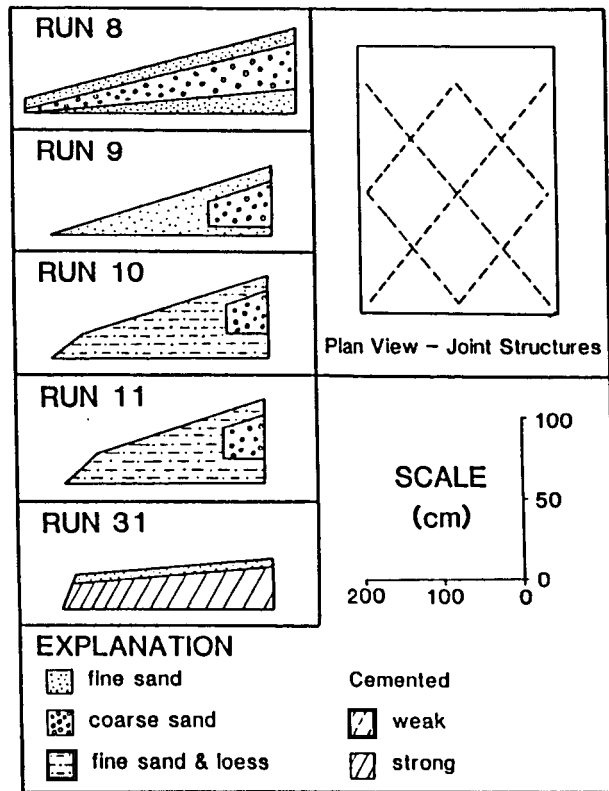 RUN 8
RUN 9
RUN 10
RUN 11
RUN 31
Plan View – Joint Structures
SCALE
(cm)
100
50
0
200 100 0
EXPLANATION
fine sand
coarse sand
fine sand & loess
Cemented
weak
strong